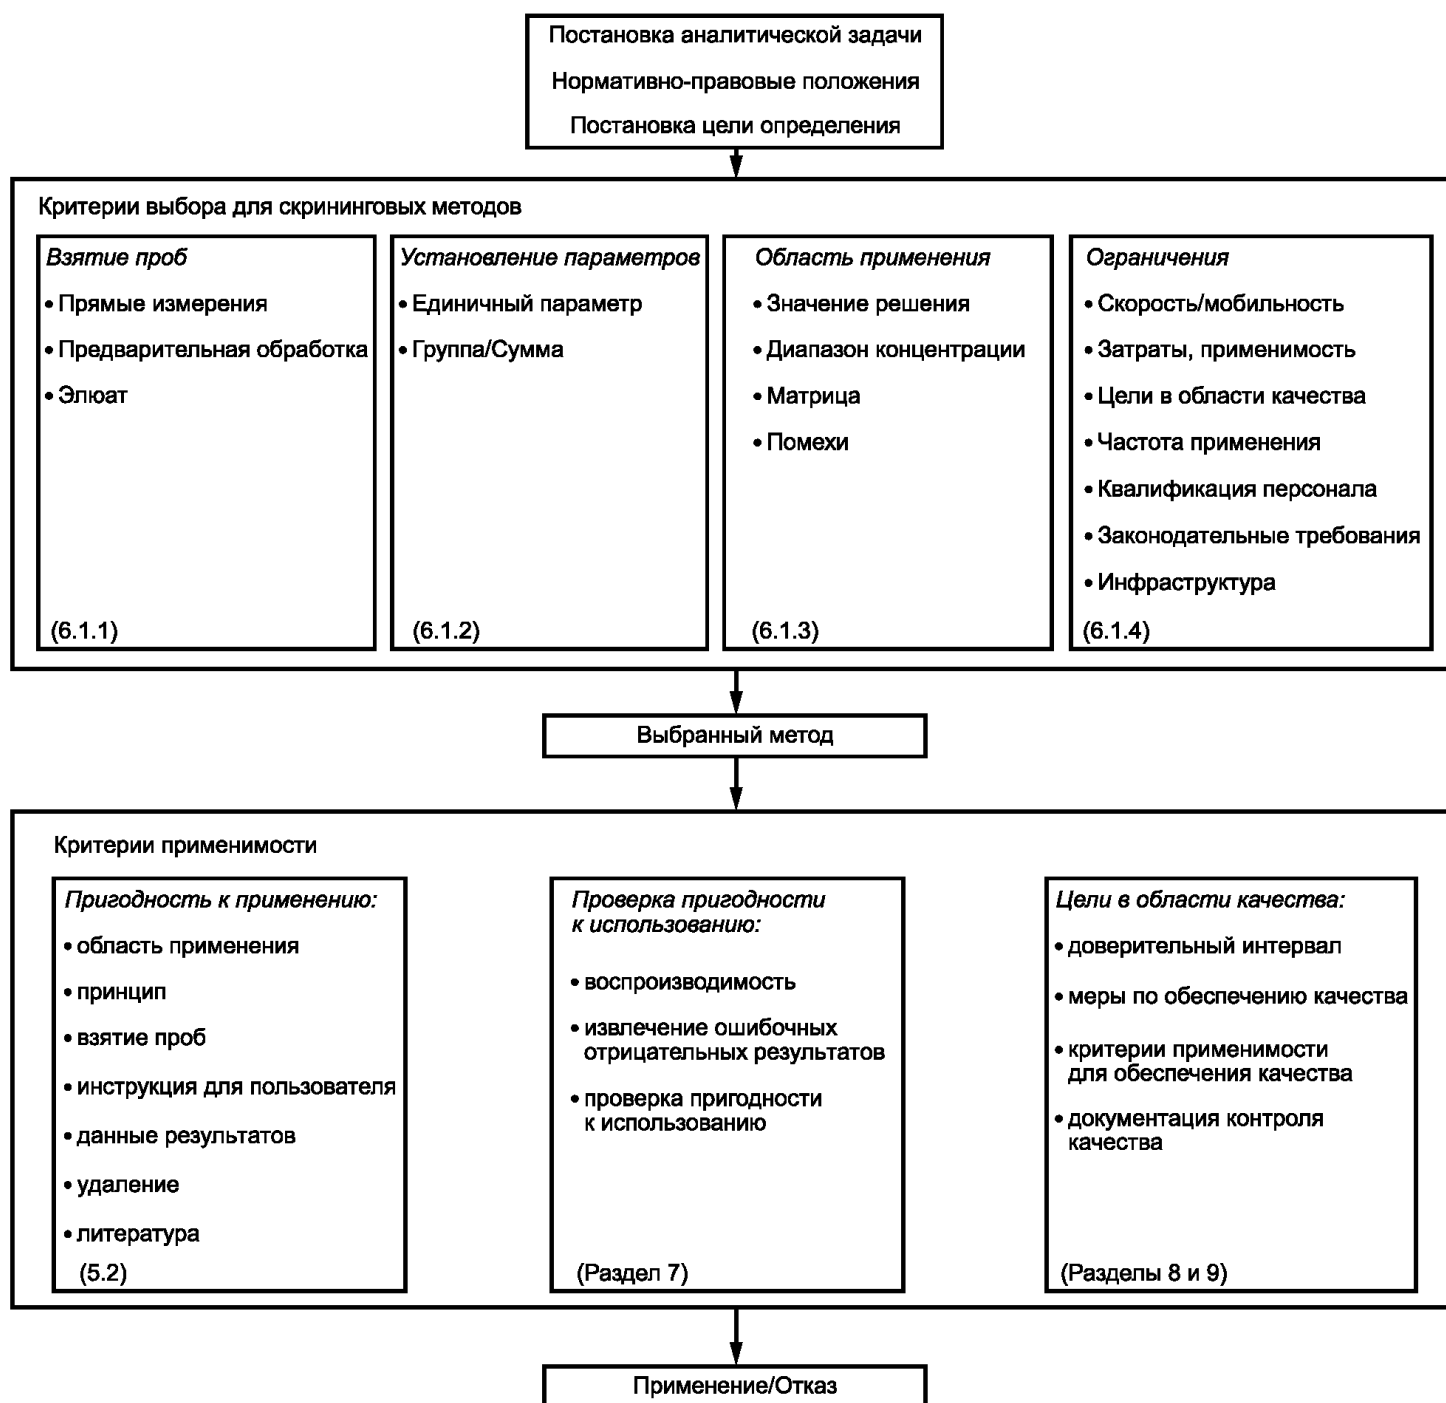 Постановка аналитической задачи
Нормативно-правовые положения
Постановка цели определения
Критерии выбора для скрининговых методов
Взятие проб
• Прямые измерения
• Предварительная обработка
• Элюат
(6.1.1)
Установление параметров
• Единичный параметр
• Группа/Сумма
(6.1.2)
Область применения
• Значение решения
• Диапазон концентрации
• Матрица
• Помехи
(6.1.3)
Ограничения
• Скорость/мобильность
• Затраты, применимость
• Цели в области качества
• Частота применения
• Квалификация персонала
• Законодательные требования
• Инфраструктура
(6.1.4)
Выбранный метод
Критерии применимости
Пригодность к применению:
• область применения
• принцип
• взятие проб
• инструкция для пользователя
• данные результатов
• удаление
• литература
(5.2)
Проверка пригодности
к использованию:
• воспроизводимость
• извлечение ошибочных
отрицательных результатов
• проверка пригодности
к использованию
(Раздел 7)
Цели в области качества:
• доверительный интервал
• меры по обеспечению качества
• критерии применимости
для обеспечения качества
• документация контроля
качества
(Разделы 8 и 9)
Применение/Отказ